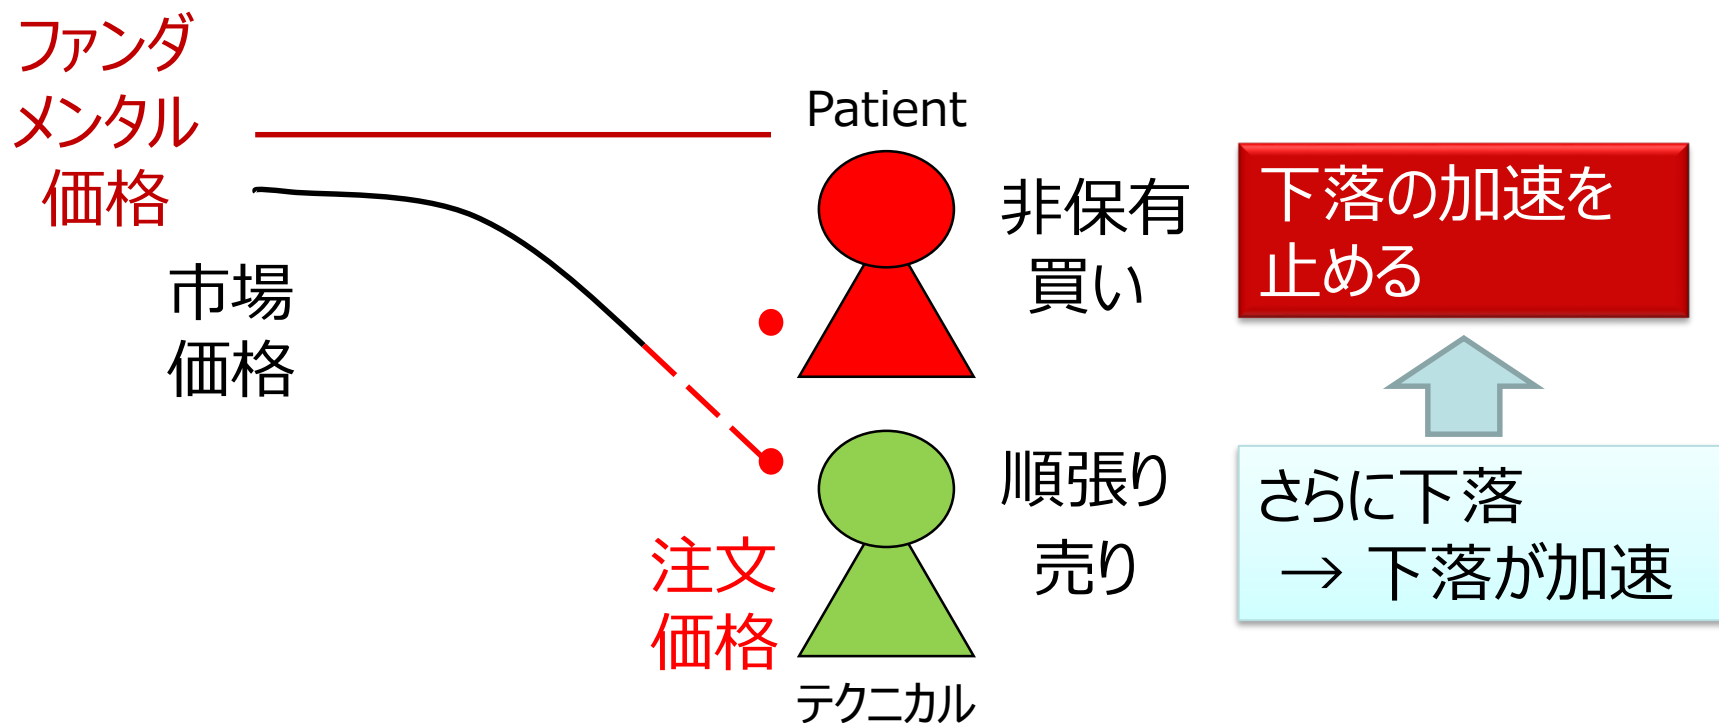 ファンダ
メンタル
価格
市場
価格
注文
価格
Patient
非保有
買い
順張り
売り
テクニカル
下落の加速を
止める
さらに下落
→ 下落が加速